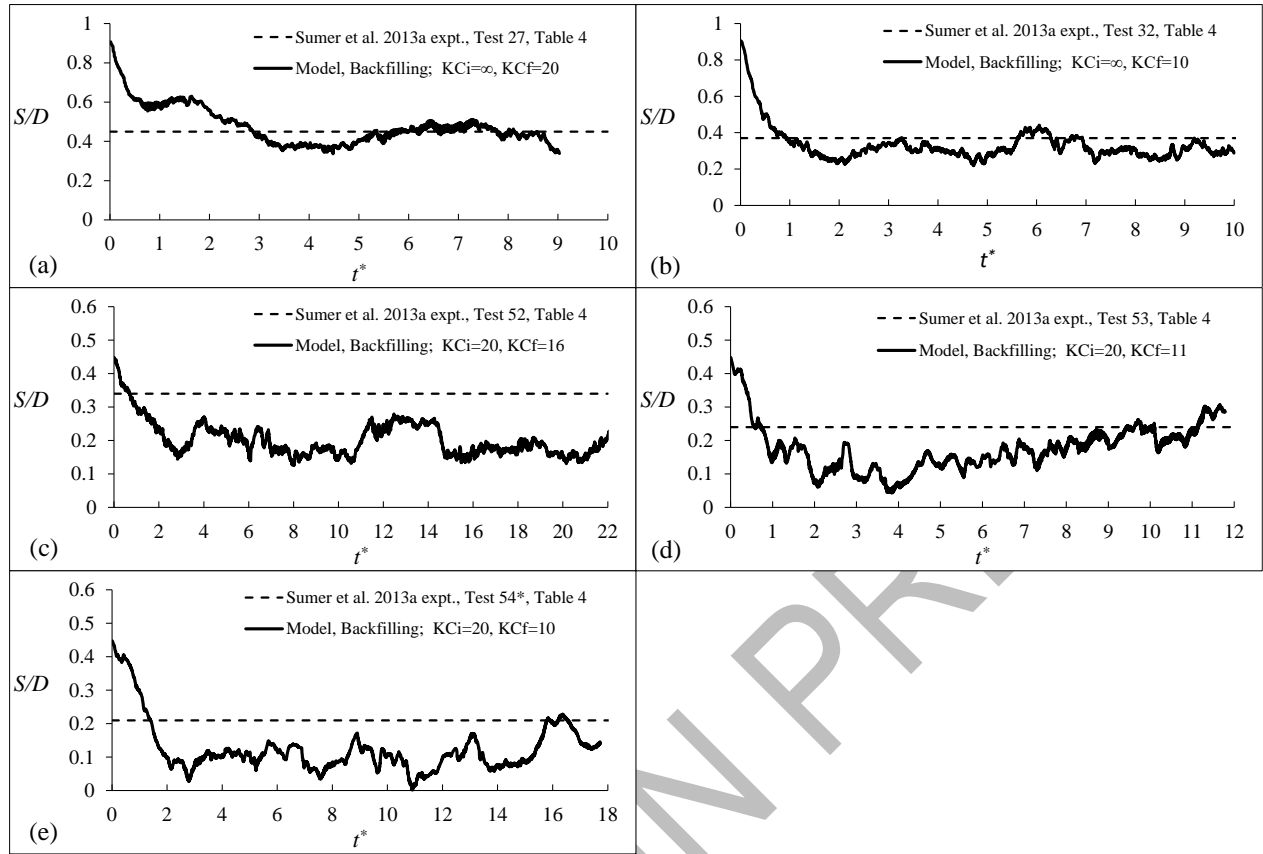 1
0.8
0.6
0.4
0.2
0
S/D
Sumer et al. 2013a expt., Test 27, Table 4
Model, Backfilling; KCi=∞, KCf=20
0 1 2 3 4 5 6 7 8 9 10
t*
(a)
1
0.8
0.6
0.4
0.2
0
S/D
Sumer et al. 2013a expt., Test 32, Table 4
Model, Backfilling; KCi=∞, KCf=10
0 1 2 3 4 5 6 7 8 9 10
t*
(b)
0.6
0.5
0.4
0.3
0.2
0.1
0
S/D
Sumer et al. 2013a expt., Test 52, Table 4
Model, Backfilling; KCi=20, KCf=16
0 2 4 6 8 10 12 14 16 18 20 22
t*
(c)
0.6
0.5
0.4
0.3
0.2
0.1
0
S/D
Sumer et al. 2013a expt., Test 53, Table 4
Model, Backfilling; KCi=20, KCf=11
0 1 2 3 4 5 6 7 8 9 10 11 12
t*
(d)
0.6
0.5
0.4
0.3
0.2
0.1
0
S/D
Sumer et al. 2013a expt., Test 54*, Table 4
Model, Backfilling; KCi=20, KCf=10
0 2 4 6 8 10 12 14 16 18
t*
(e)